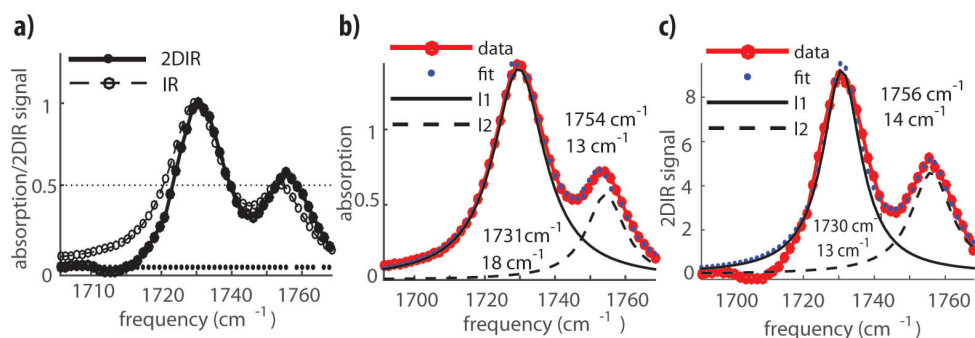 a)
absorption/2DIR signal
1
0.5
0
2DIR
IR
1710
1720
1740
1760
frequency (cm -1)
b)
absorption
1
0
data
fit
l1
l2
1754 cm-1
13 cm-1
1731 cm-1
18 cm-1
1700
1720
1740
1760
frequency (cm -1)
c)
2DIR signal
8
6
4
2
0
data
fit
l1
l2
1756 cm-1
14 cm-1
1730 cm-1
13 cm-1
1700
1720
1740
1760
frequency (cm -1)